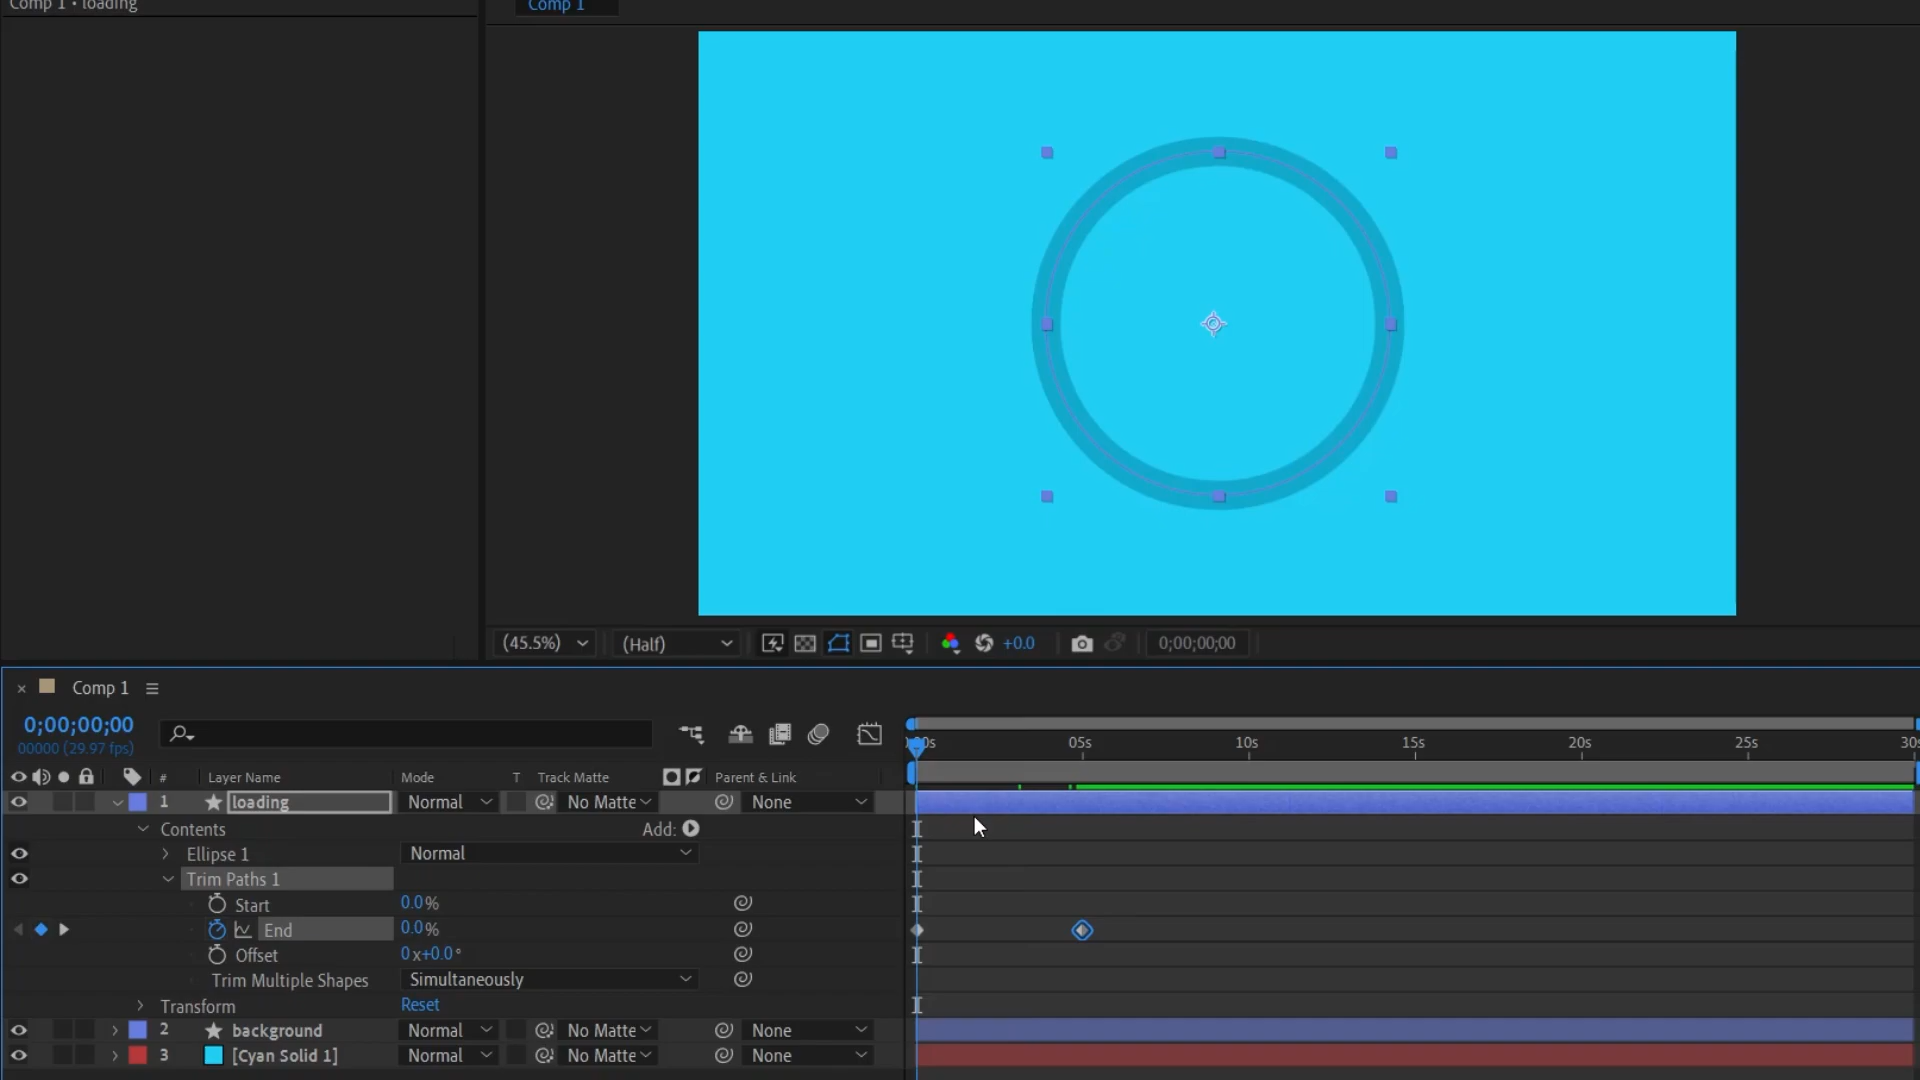 Comp 1 • loading
Comp 1
(45.5%)
(Half)
+0.0
0;00;00;00
Comp 1
0;00;00;00
00000 (29.97 fps)
05s 10s 15s 20s 25s
# Layer Name Mode T Track Matte Parent & Link
1 loading Normal No Matte None
Contents Add:
Ellipse 1 Normal
Trim Paths 1
Start 0.0%
End 0.0%
Offset 0x+0.0°
Trim Multiple Shapes Simultaneously
Transform Reset
2 background Normal No Matte None
3 [Cyan Solid 1] Normal No Matte None